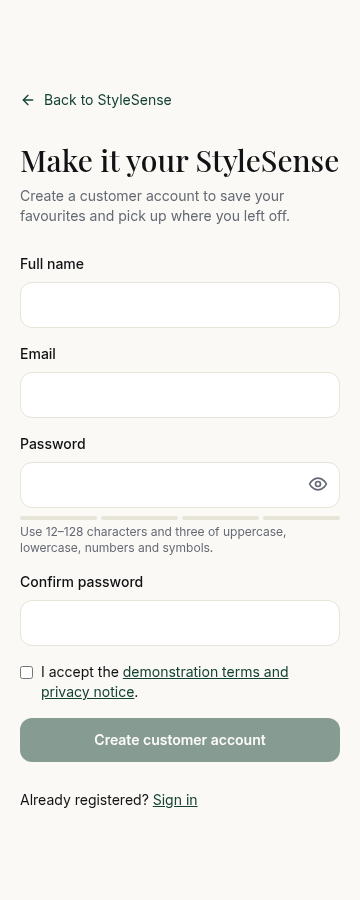 Back to StyleSense
Make it your StyleSense
Create a customer account to save your
favourites and pick up where you left off.
Full name
Email
Password
Use 12–128 characters and three of uppercase,
lowercase, numbers and symbols.
Confirm password
I accept the demonstration terms and
privacy notice.
Create customer account
Already registered? Sign in